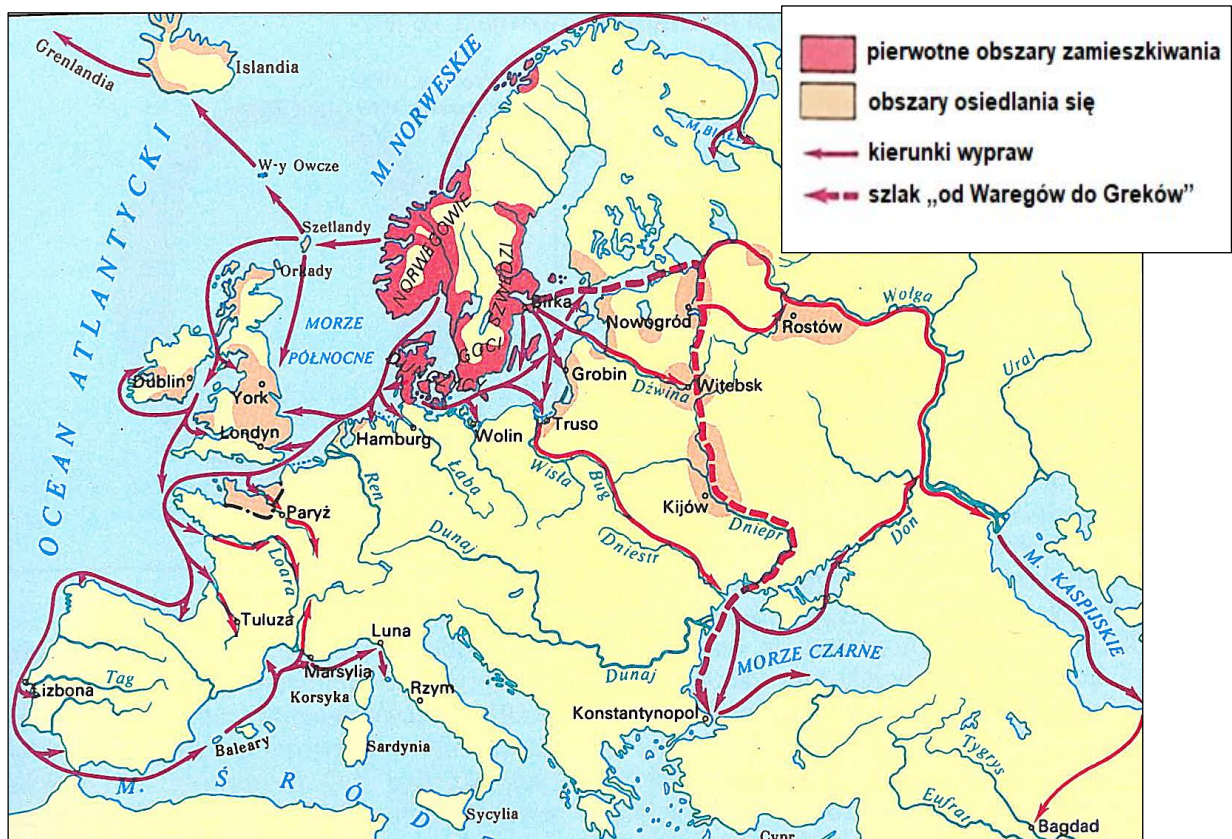 pierwotne obszary zamieszkiwania
obszary osiedlania się
kierunki wypraw
szlak „od Waregów do Greków”
Grenlandia
Islandia
OCEAN ATLANTYCKI
M. NORWESKIE
W-y Owcze
Szetlandy
Orkady
MORZE
PÓŁNOCNE
NORWEGOWIE
SZWEDZI
GOCI
Birka
Nowogród
Rostów
Wołga
Ural
Dublin
York
Londyn
Hamburg
Wolin
Truso
Grobin
Dźwina
Witebsk
Ren
Łaba
Wisła
Bug
Kijów
Dniepr
Dniestr
Don
Paryż
Loara
Dunaj
Tuluza
Marsylia
Luna
Korsyka
Rzym
Dunaj
MORZE CZARNE
M. KASPIJSKIE
Lizbona
Tag
Baleary
Sardynia
Konstantynopol
Tygrys
Eufrat
Bagdad
M. ŚRÓD
Sycylia
Cypr